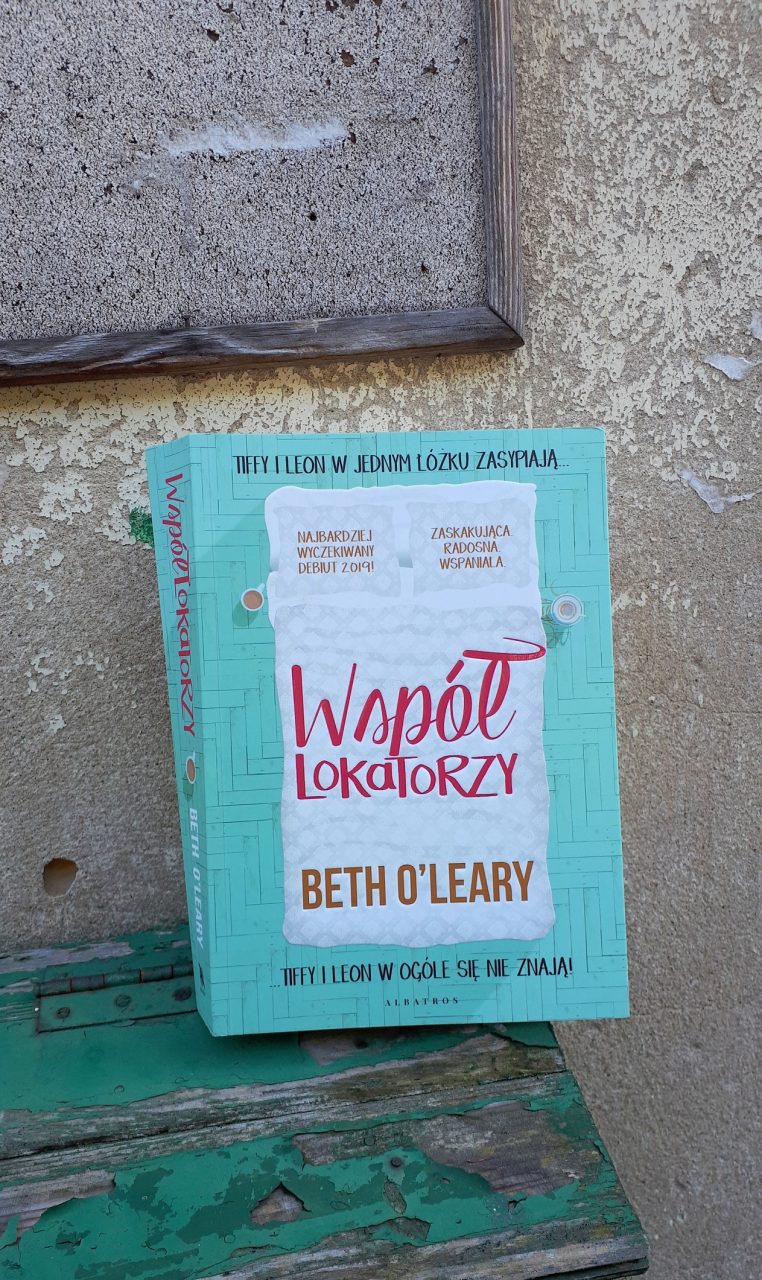 TIFFY I LEON W JEDNYM ŁÓŻKU ZASYPIAJĄ...
NAJBARDZIEJ
WYCZEKIWANY
DEBIUT 2019!
ZASKAKUJĄCA.
RADOSNA.
WSPANIAŁA.
Współ
LOKATORZY
BETH O'LEARY
...TIFFY I LEON W OGÓLE SIĘ NIE ZNAJĄ!
ALBATROS
WspółLOKATORZY
BETH O'LEARY